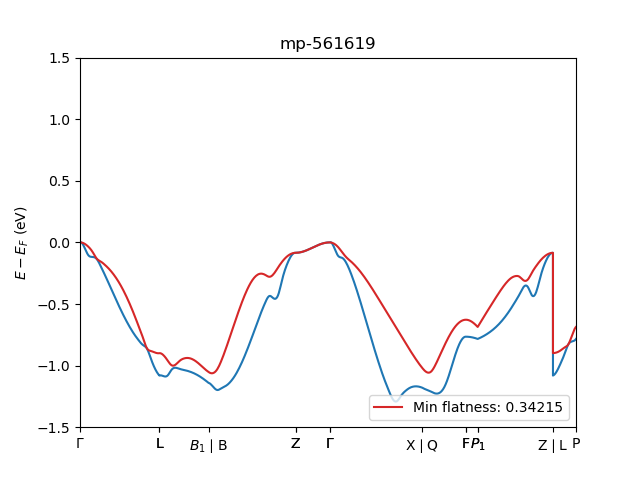 mp-561619
E − E_F (eV)
1.5
1.0
0.5
0.0
−0.5
−1.0
−1.5
Min flatness: 0.34215
Γ L B₁ | B Z Γ X | Q F P₁ Z | L P